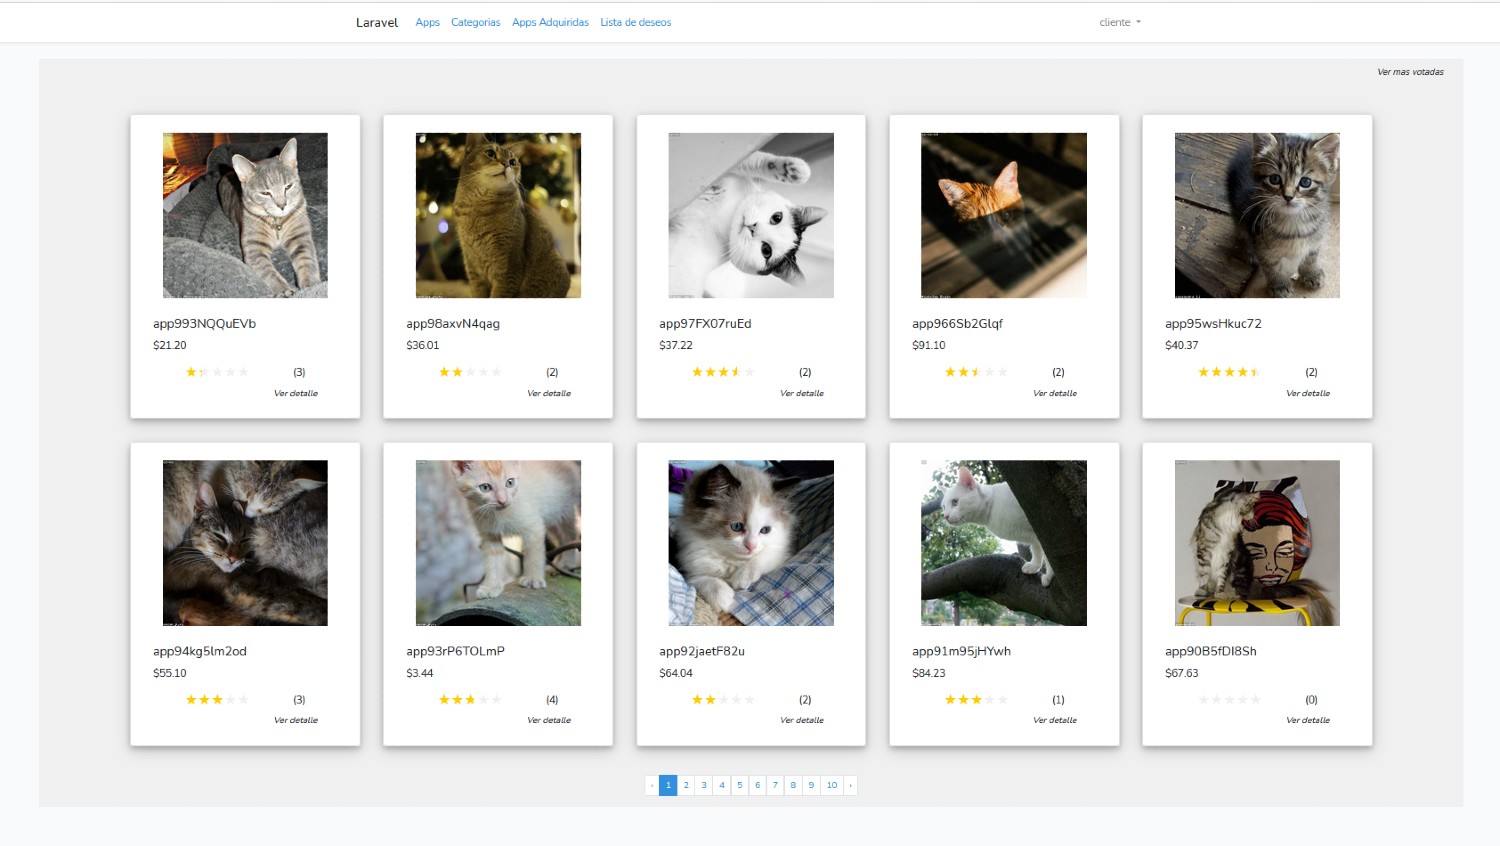 Laravel Apps Categorias Apps Adquiridas Lista de deseos cliente
Ver mas votadas
app993NQQuEVb
$21.20
(3)
Ver detalle
app98axvN4qag
$36.01
(2)
Ver detalle
app97FX07ruEd
$37.22
(2)
Ver detalle
app966Sb2Glqf
$91.10
(2)
Ver detalle
app95wsHkuc72
$40.37
(2)
Ver detalle
app94kg5lm2od
$55.10
(3)
Ver detalle
app93rP6TOLmP
$3.44
(4)
Ver detalle
app92jaetF82u
$64.04
(2)
Ver detalle
app91m95jHYwh
$84.23
(1)
Ver detalle
app90B5fDI8Sh
$67.63
(0)
Ver detalle
‹ 1 2 3 4 5 6 7 8 9 10 ›